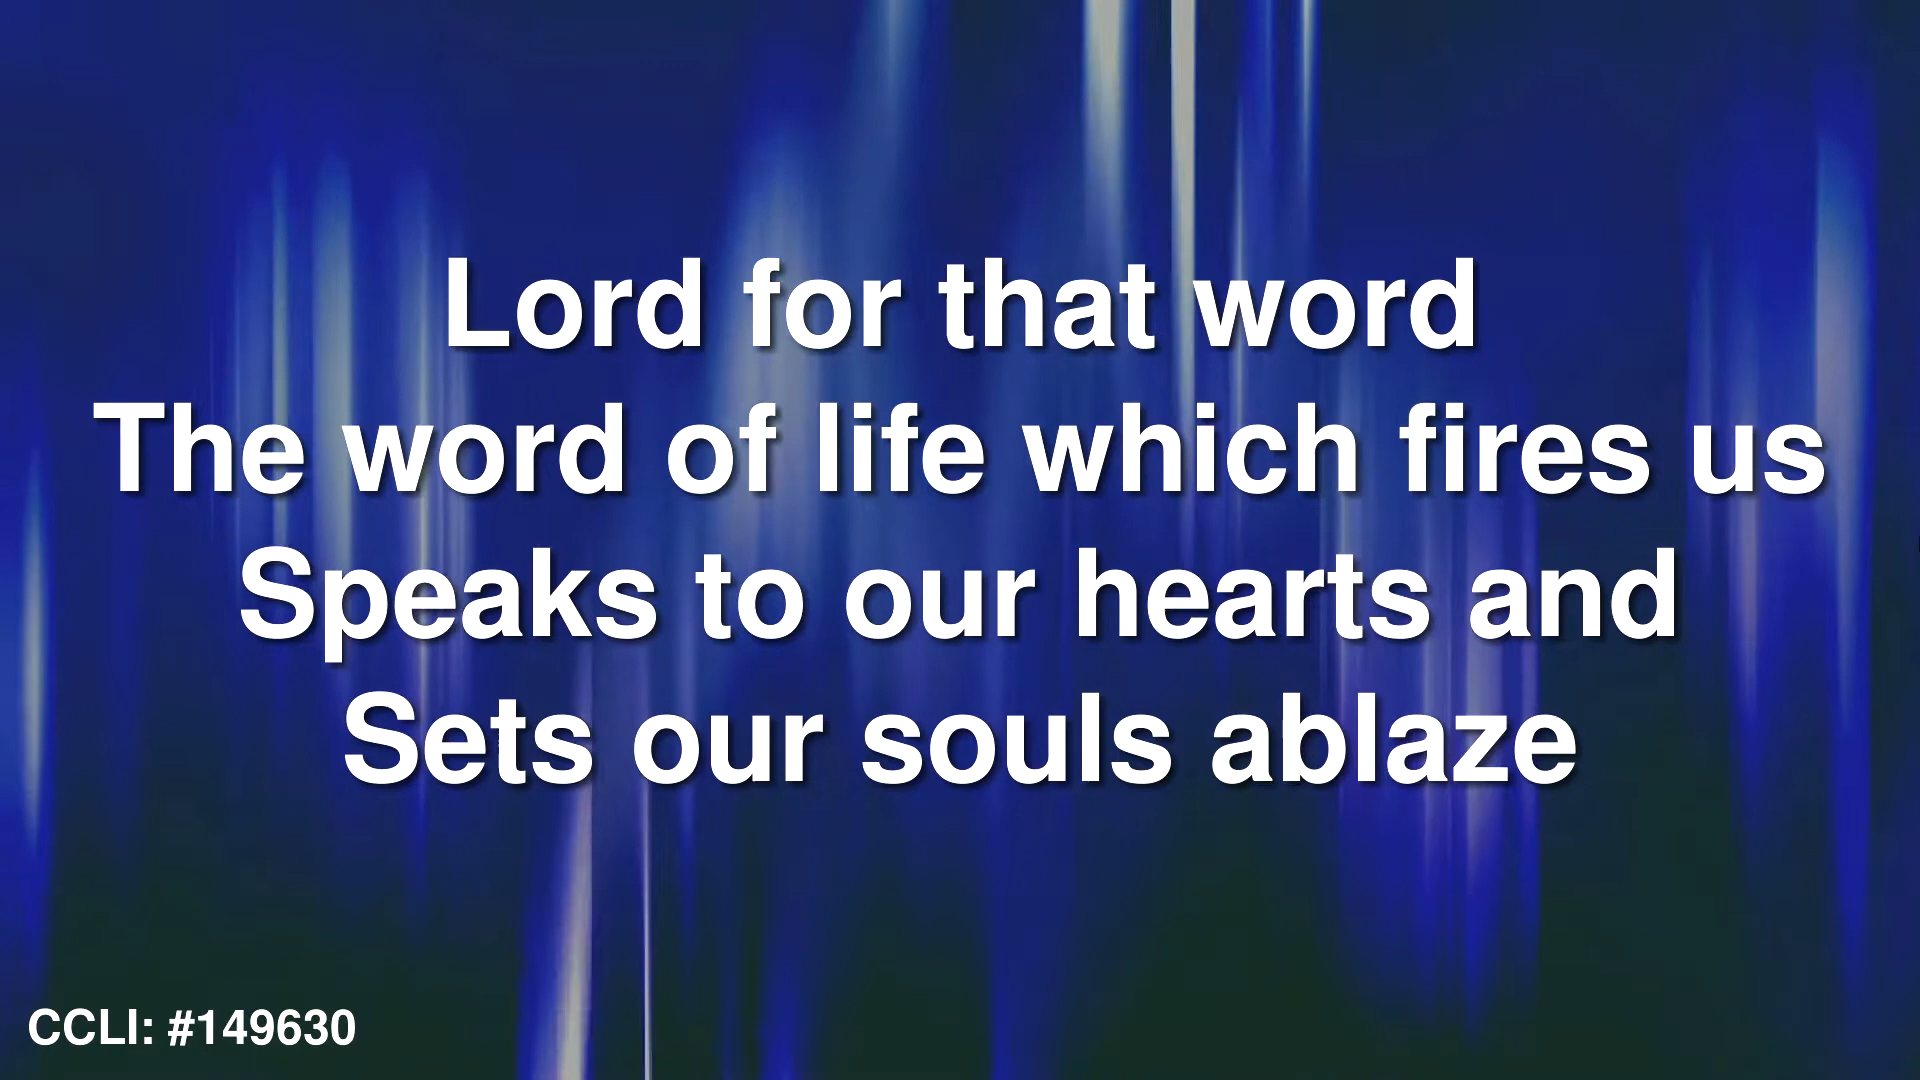 Lord for that word
The word of life which fires us
Speaks to our hearts and
Sets our souls ablaze
CCLI: #149630